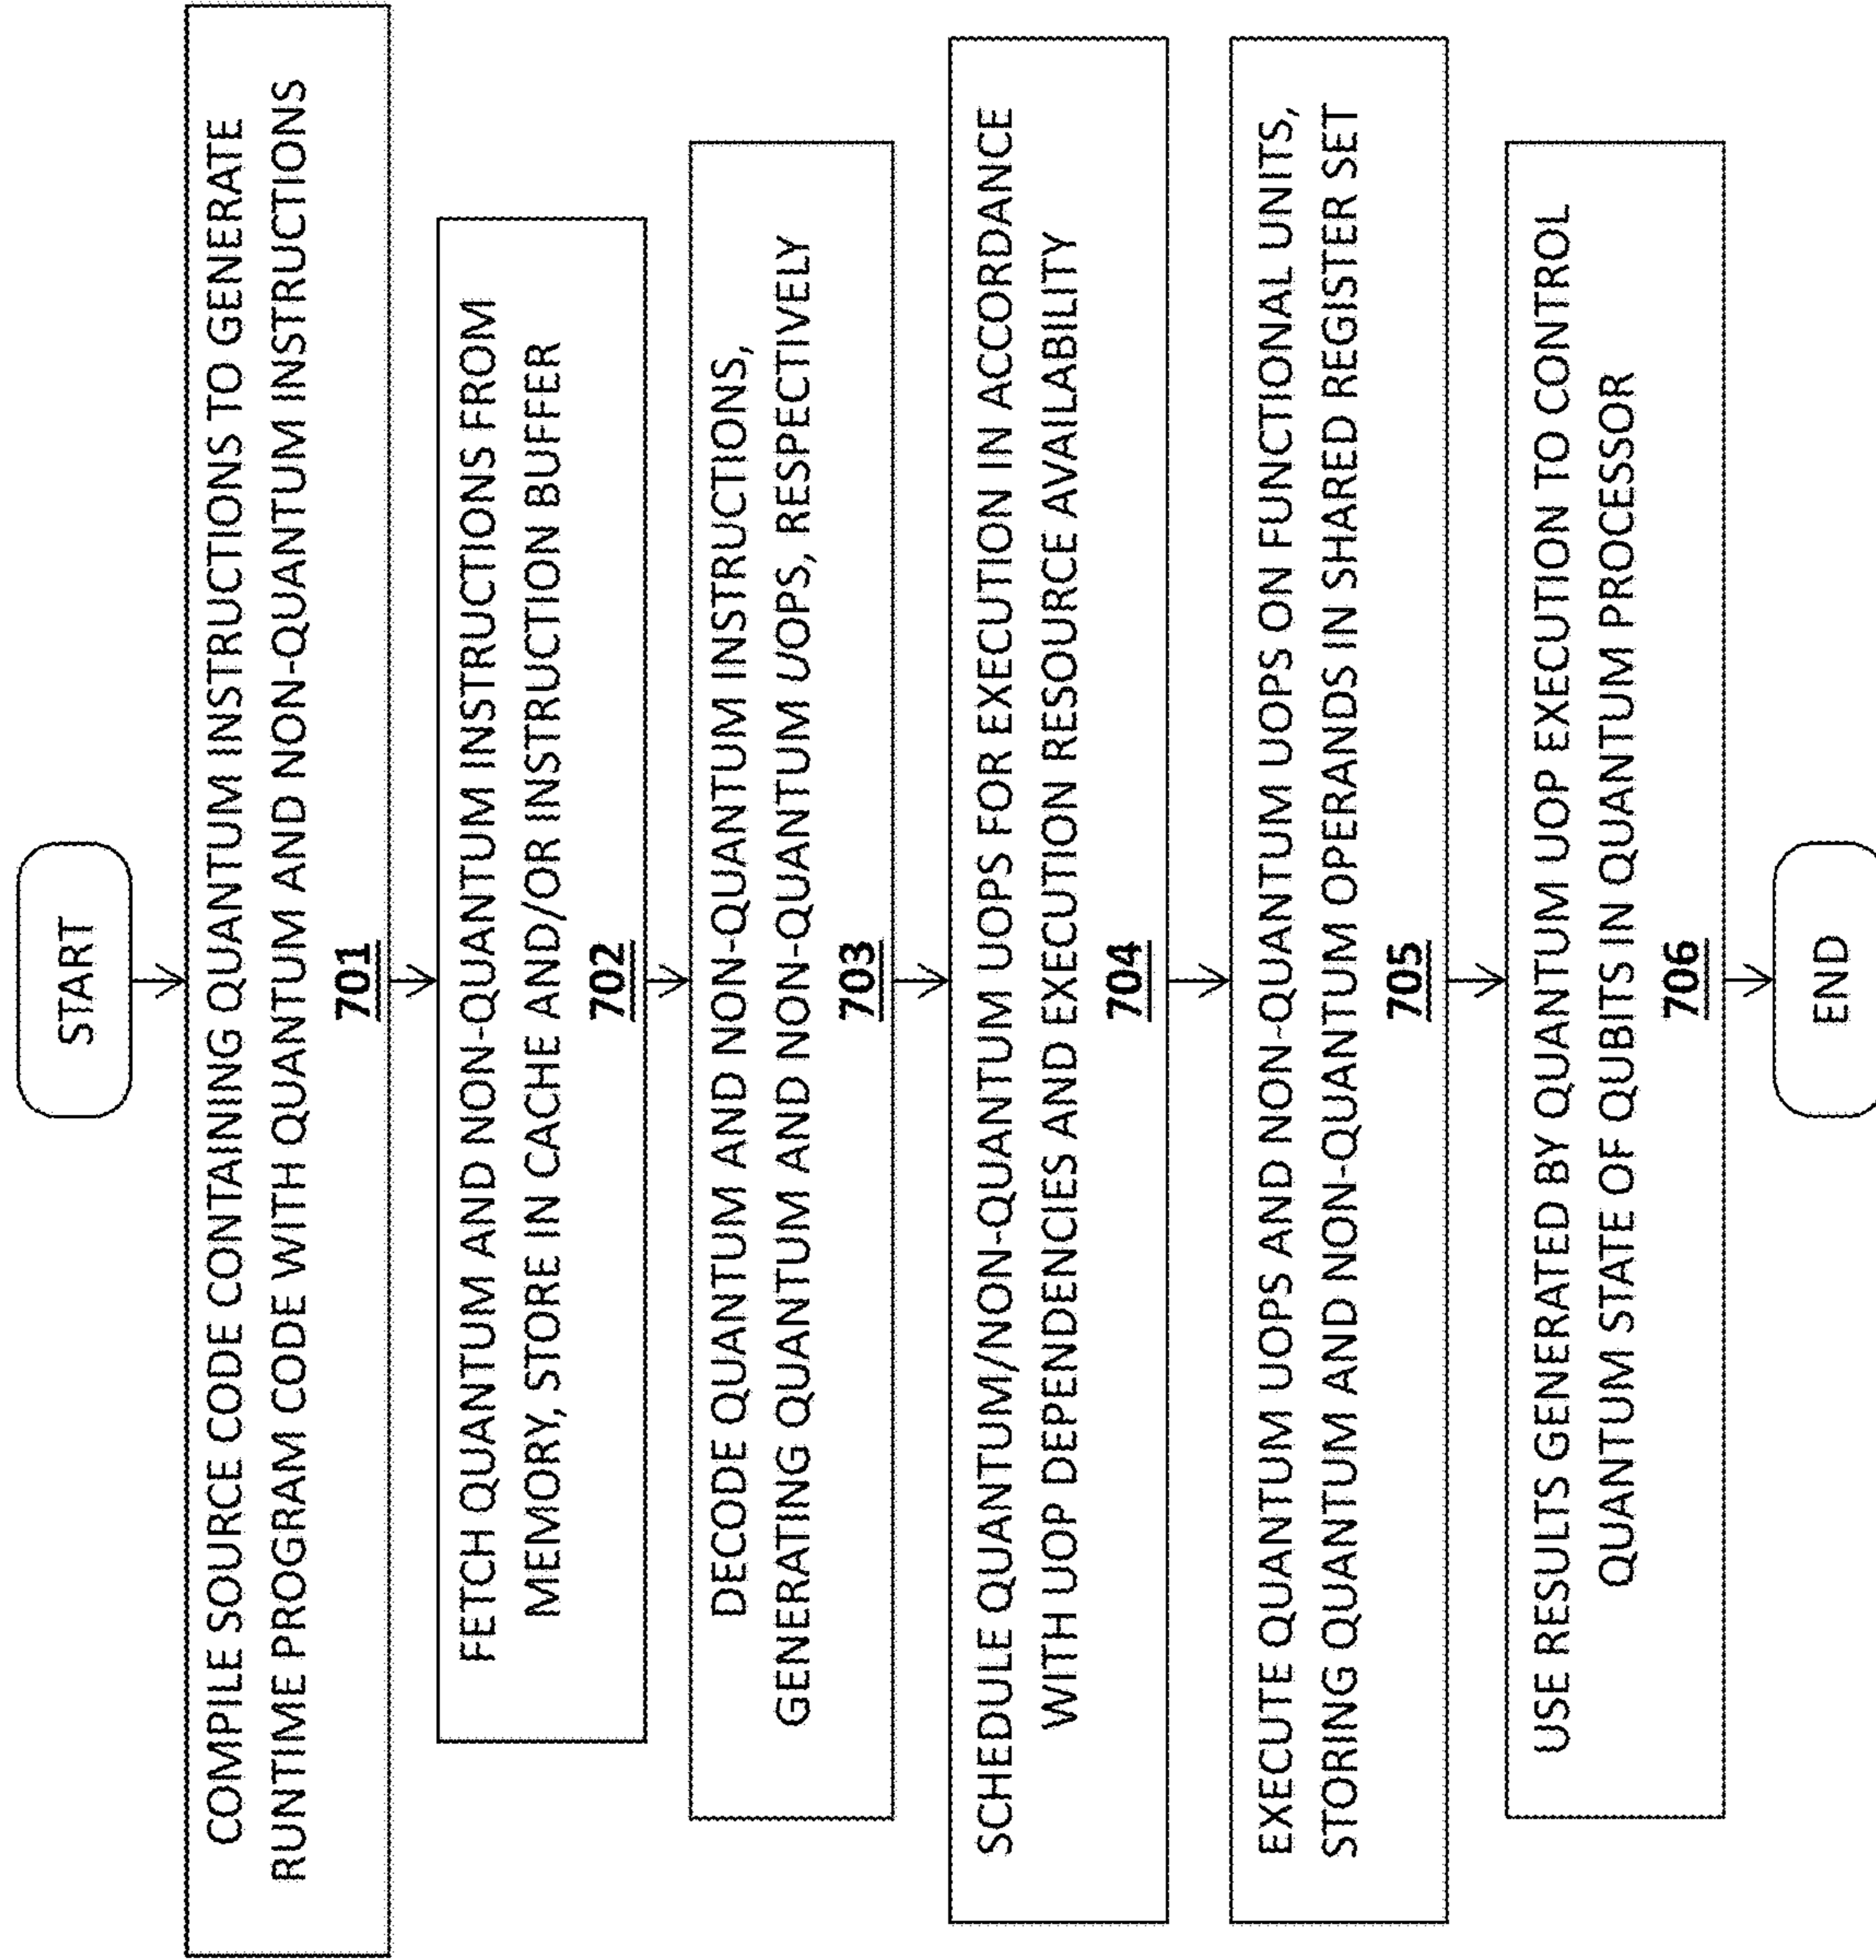 START
COMPILE SOURCE CODE CONTAINING QUANTUM INSTRUCTIONS TO GENERATE
RUNTIME PROGRAM CODE WITH QUANTUM AND NON-QUANTUM INSTRUCTIONS
701
FETCH QUANTUM AND NON-QUANTUM INSTRUCTIONS FROM
MEMORY, STORE IN CACHE AND/OR INSTRUCTION BUFFER
702
DECODE QUANTUM AND NON-QUANTUM INSTRUCTIONS,
GENERATING QUANTUM AND NON-QUANTUM UOPS, RESPECTIVELY
703
SCHEDULE QUANTUM/NON-QUANTUM UOPS FOR EXECUTION IN ACCORDANCE
WITH UOP DEPENDENCIES AND EXECUTION RESOURCE AVAILABILITY
704
EXECUTE QUANTUM UOPS AND NON-QUANTUM UOPS ON FUNCTIONAL UNITS,
STORING QUANTUM AND NON-QUANTUM OPERANDS IN SHARED REGISTER SET
705
USE RESULTS GENERATED BY QUANTUM UOP EXECUTION TO CONTROL
QUANTUM STATE OF QUBITS IN QUANTUM PROCESSOR
706
END